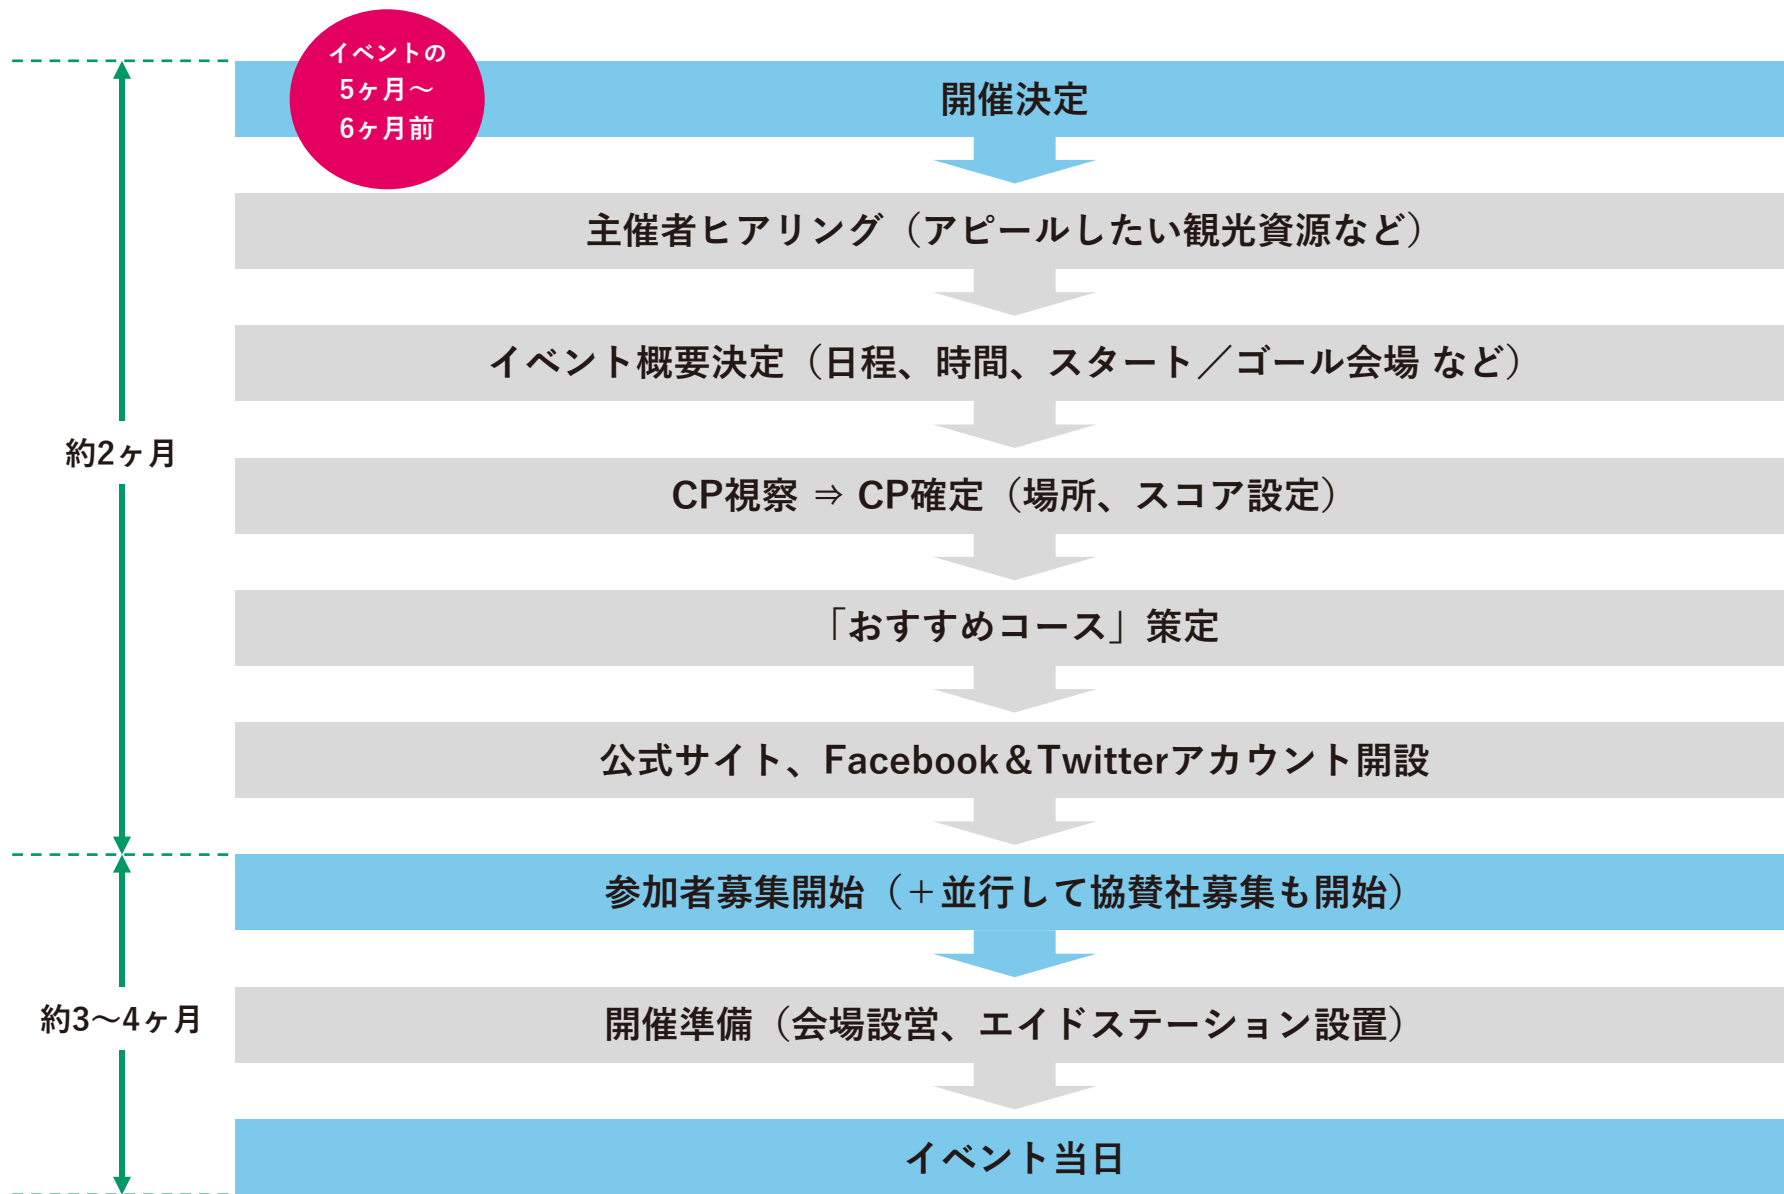 イベントの
5ヶ月〜
6ヶ月前
開催決定
主催者ヒアリング（アピールしたい観光資源など）
イベント概要決定（日程、時間、スタート／ゴール会場 など）
約2ヶ月
CP視察 ⇒ CP確定（場所、スコア設定）
「おすすめコース」策定
公式サイト、Facebook＆Twitterアカウント開設
参加者募集開始（＋並行して協賛社募集も開始）
約3〜4ヶ月
開催準備（会場設営、エイドステーション設置）
イベント当日